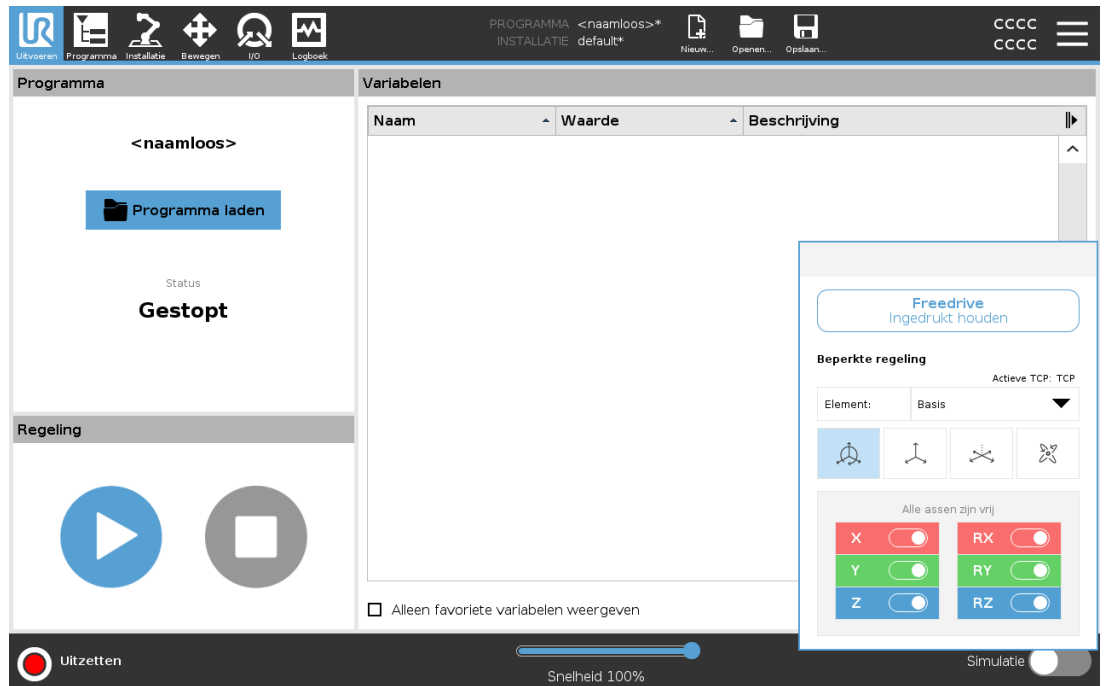 UR
PROGRAMMA <naamloos>*
INSTALLATIE default*
CCCC
CCCC
Uitvoeren Programma Installatie Bewegen I/O Logboek
Nieuw... Openen... Opslaan...
Programma
<naamloos>
Programma laden
Status
Gestopt
Regeling
Variabelen
Naam Waarde Beschrijving
Alleen favoriete variabelen weergeven
Freedrive
Ingedrukt houden
Beperkte regeling
Actieve TCP: TCP
Element: Basis
Alle assen zijn vrij
X RX
Y RY
Z RZ
Uitzetten
Snelheid 100%
Simulatie